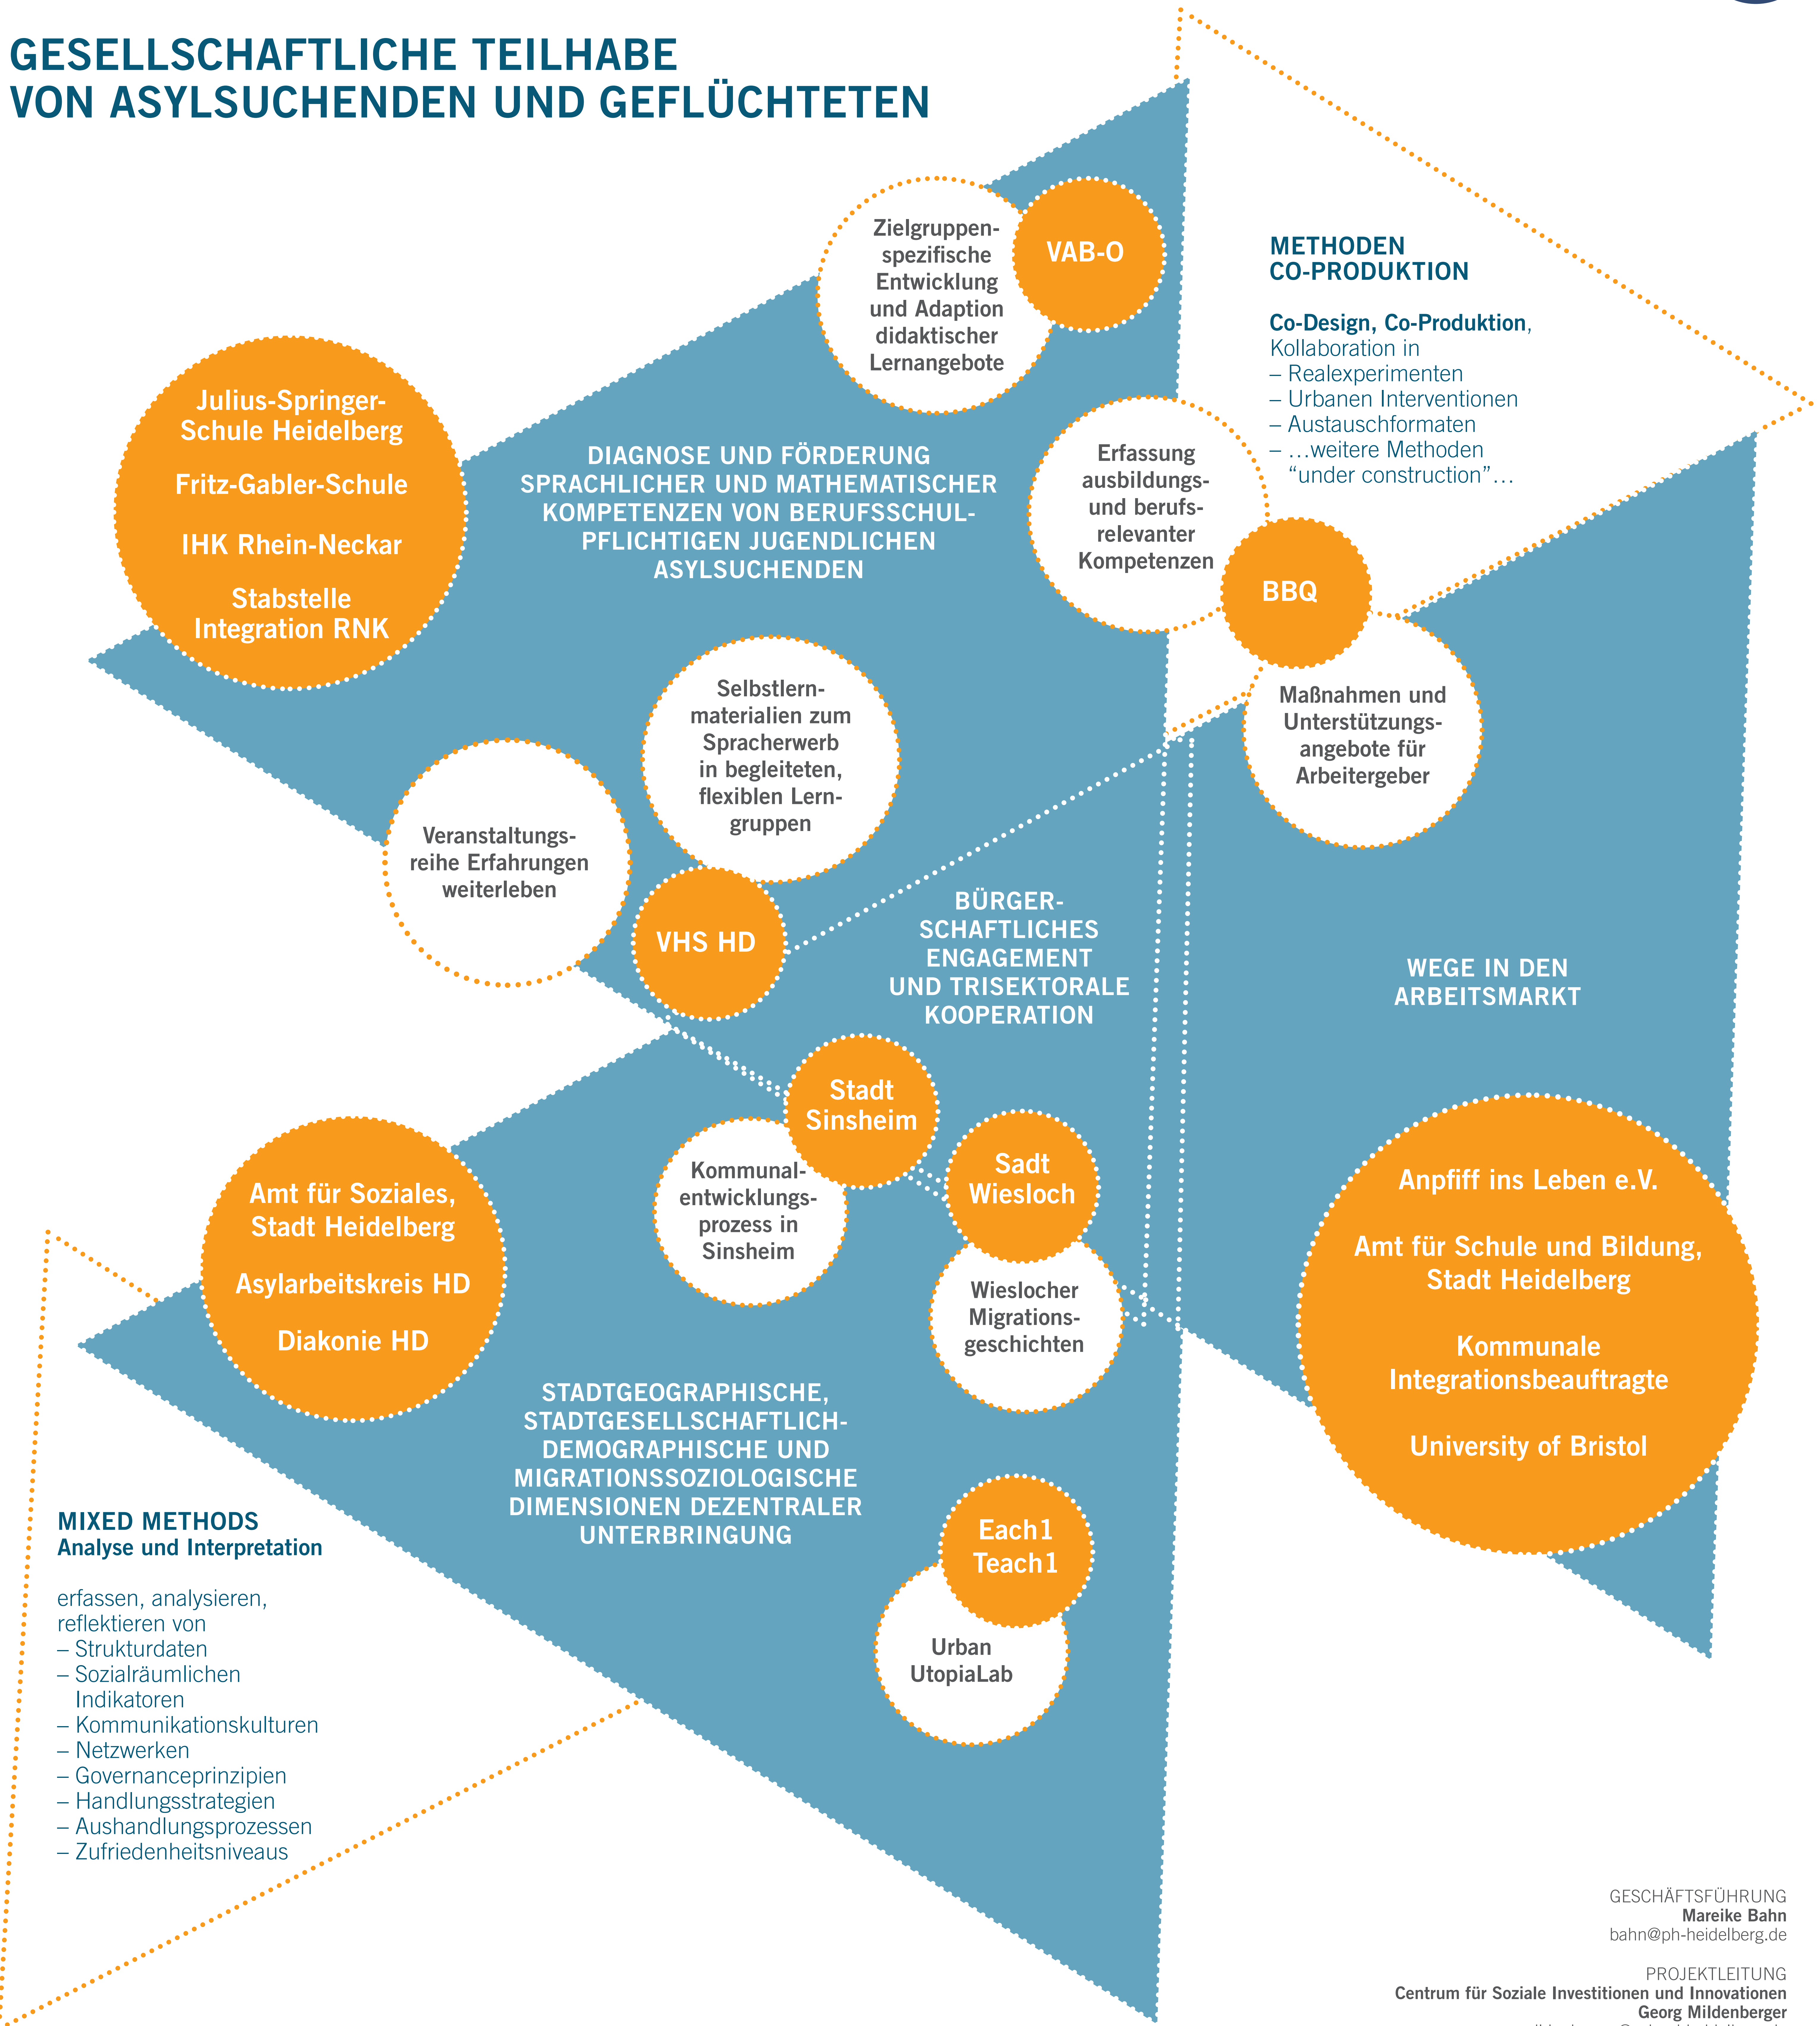 GESELLSCHAFTLICHE TEILHABE
VON ASYLSUCHENDEN UND GEFLÜCHTETEN
Zielgruppen-
spezifische
Entwicklung
und Adaption
didaktischer
Lernangebote
VAB-O
METHODEN
CO-PRODUKTION
Co-Design, Co-Produktion,
Kollaboration in
– Realexperimenten
– Urbanen Interventionen
– Austauschformaten
– ...weitere Methoden
“under construction”...
Julius-Springer-
Schule Heidelberg
Fritz-Gabler-Schule
IHK Rhein-Neckar
Stabstelle
Integration RNK
DIAGNOSE UND FÖRDERUNG
SPRACHLICHER UND MATHEMATISCHER
KOMPETENZEN VON BERUFSSCHUL-
PFLICHTIGEN JUGENDLICHEN
ASYLSUCHENDEN
Erfassung
ausbildungs-
und berufs-
relevanter
Kompetenzen
BBQ
Maßnahmen und
Unterstützungs-
angebote für
Arbeitergeber
Selbstlern-
materialien zum
Spracherwerb
in begleiteten,
flexiblen Lern-
gruppen
Veranstaltungs-
reihe Erfahrungen
weiterleben
VHS HD
BÜRGER-
SCHAFTLICHES
ENGAGEMENT
UND TRISEKTORALE
KOOPERATION
WEGE IN DEN
ARBEITSMARKT
Stadt
Sinsheim
Kommunal-
entwicklungs-
prozess in
Sinsheim
Sadt
Wiesloch
Wieslocher
Migrations-
geschichten
Amt für Soziales,
Stadt Heidelberg
Asylarbeitskreis HD
Diakonie HD
Anpfiff ins Leben e.V.
Amt für Schule und Bildung,
Stadt Heidelberg
Kommunale
Integrationsbeauftragte
University of Bristol
STADTGEOGRAPHISCHE,
STADTGESELLSCHAFTLICH-
DEMOGRAPHISCHE UND
MIGRATIONSSOZIOLOGISCHE
DIMENSIONEN DEZENTRALER
UNTERBRINGUNG
Each1
Teach1
Urban
UtopiaLab
MIXED METHODS
Analyse und Interpretation
erfassen, analysieren,
reflektieren von
– Strukturdaten
– Sozialräumlichen
Indikatoren
– Kommunikationskulturen
– Netzwerken
– Governanceprinzipien
– Handlungsstrategien
– Aushandlungsprozessen
– Zufriedenheitsniveaus
GESCHÄFTSFÜHRUNG
Mareike Bahn
bahn@ph-heidelberg.de
PROJEKTLEITUNG
Centrum für Soziale Investitionen und Innovationen
Georg Mildenberger